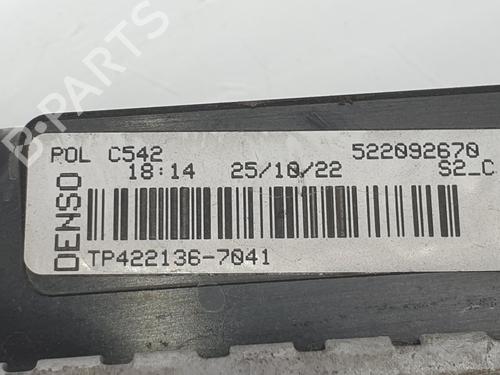 B-PARTS
POL C542 522092670
18:14 25/10/22 S2_C
DENSO
TP422136-7041